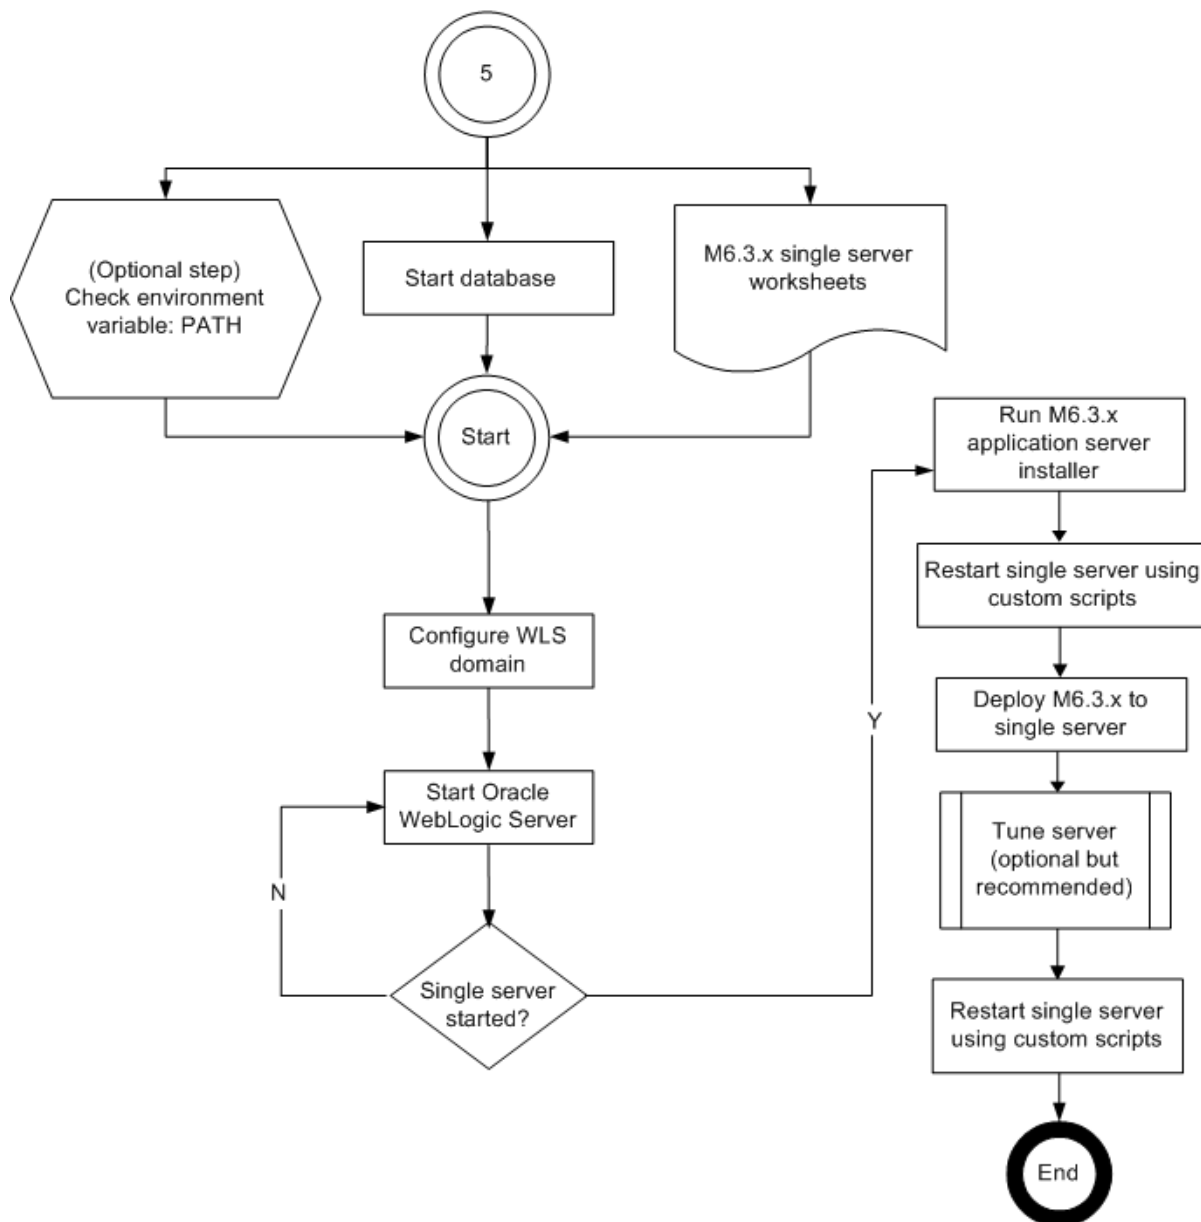 5
(Optional step)
Check environment
variable: PATH
Start database
M6.3.x single server
worksheets
Start
Configure WLS
domain
Start Oracle
WebLogic Server
N
Single server
started?
Y
Run M6.3.x
application server
installer
Restart single server using
custom scripts
Deploy M6.3.x to
single server
Tune server
(optional but
recommended)
Restart single server
using custom scripts
End